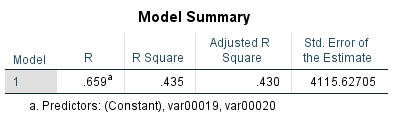 Model Summary
Adjusted R Std. Error of
Model R R Square Square the Estimate
1 .659a .435 .430 4115.62705
a. Predictors: (Constant), var00019, var00020